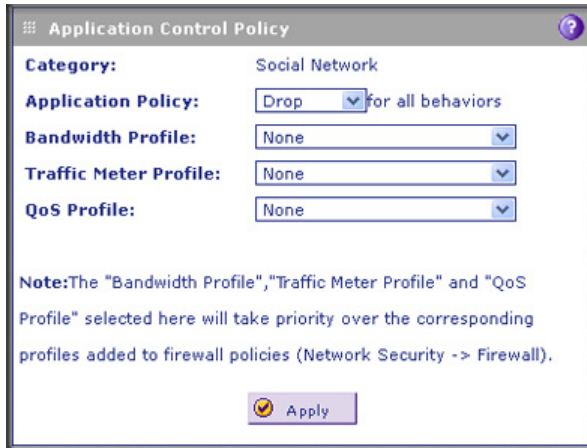 Application Control Policy ?
Category: Social Network
Application Policy: Drop for all behaviors
Bandwidth Profile: None
Traffic Meter Profile: None
QoS Profile: None
Note:The "Bandwidth Profile","Traffic Meter Profile" and "QoS
Profile" selected here will take priority over the corresponding
profiles added to firewall policies (Network Security -> Firewall).
Apply